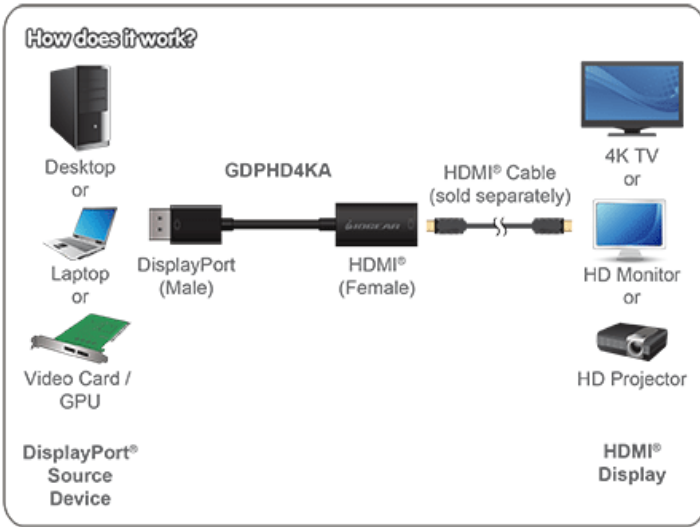 How does it work?
Desktop
or
Laptop
or
Video Card /
GPU
DisplayPort®
Source
Device
GDPHD4KA
IOGEAR
DisplayPort
(Male)
HDMI®
(Female)
HDMI® Cable
(sold separately)
4K TV
or
HD Monitor
or
HD Projector
HDMI®
Display